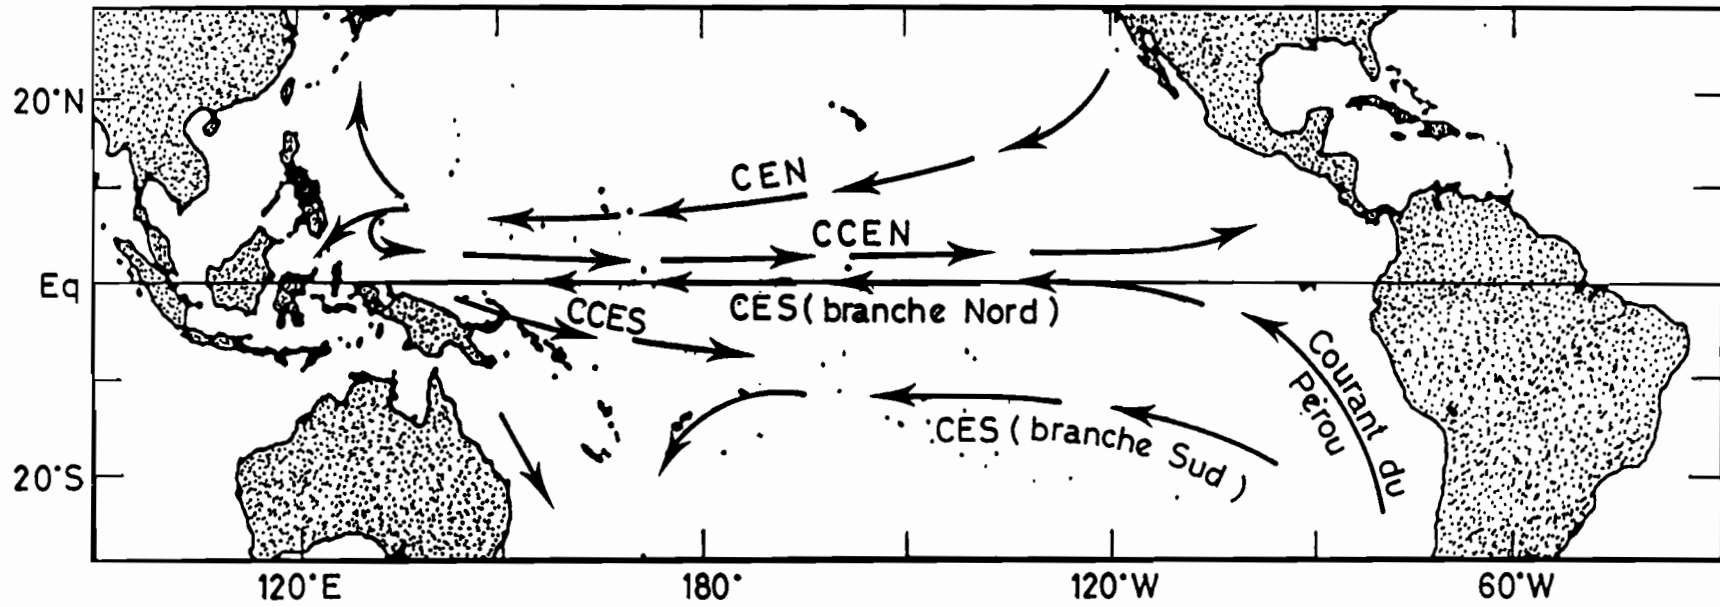 20°N
CEN
CCEN
Eq
CCES
CES (branche Nord)
Courant du
Pérou
CES (branche Sud)
20°S
120°E
180°
120°W
60°W